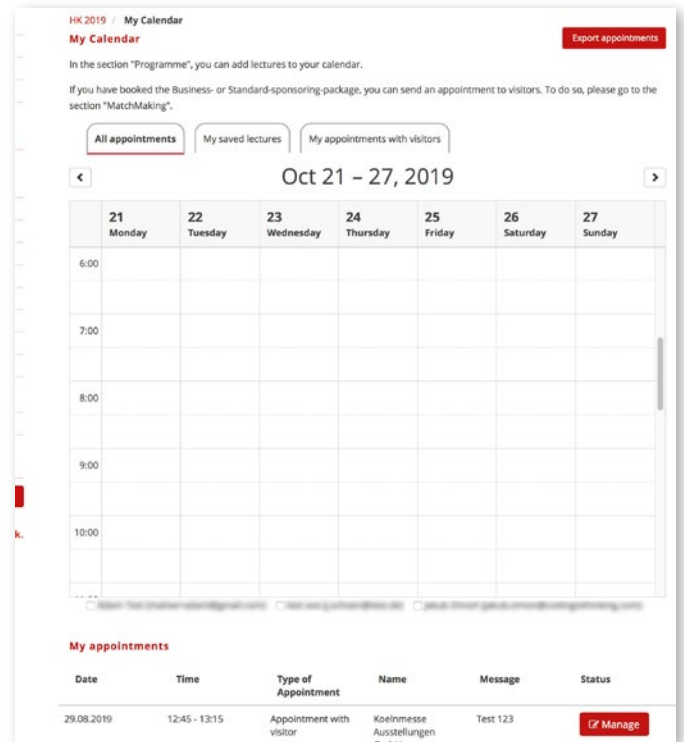 HK 2019 / My Calendar
My Calendar
Export appointments
In the section "Programme", you can add lectures to your calendar.
If you have booked the Business- or Standard-sponsoring-package, you can send an appointment to visitors. To do so, please go to the
section "MatchMaking".
All appointments My saved lectures My appointments with visitors
Oct 21 – 27, 2019
21 22 23 24 25 26 27
Monday Tuesday Wednesday Thursday Friday Saturday Sunday
6:00
7:00
8:00
9:00
10:00
k.
My appointments
Date Time Type of Name Message Status
Appointment
29.08.2019 12:45 - 13:15 Appointment with Koelnmesse Test 123 Manage
visitor Ausstellungen